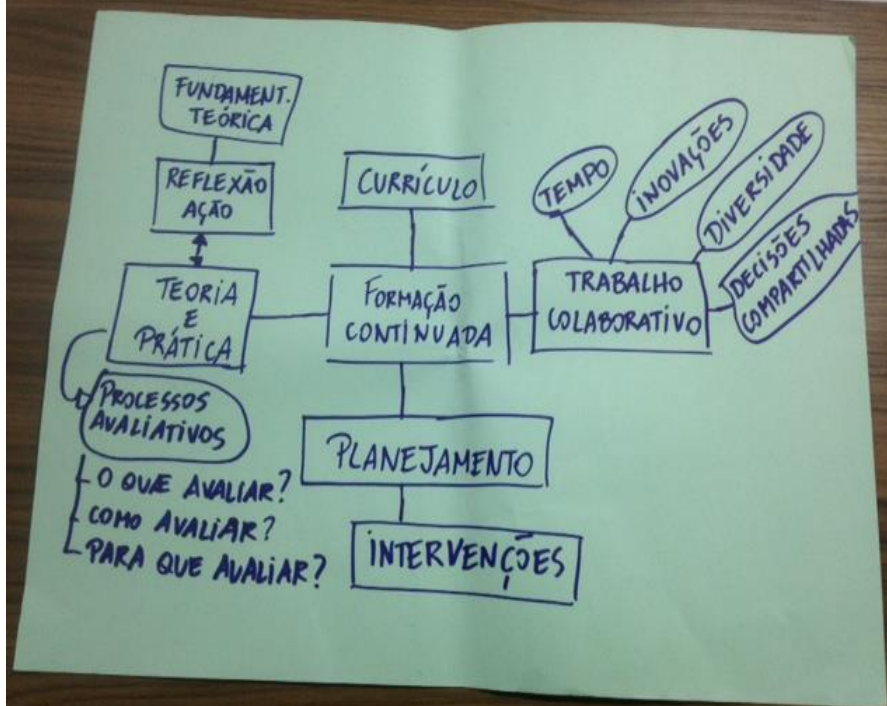 FUNDAMENT.
TEÓRICA
REFLEXÃO
AÇÃO
TEORIA
E
PRÁTICA
PROCESSOS
AVALIATIVOS
O QUE AVALIAR?
COMO AVALIAR?
PARA QUE AVALIAR?
CURRÍCULO
FORMAÇÃO
CONTINUADA
PLANEJAMENTO
INTERVENÇÕES
TEMPO
INOVAÇÕES
DIVERSIDADE
DECISÕES
COMPARTILHADAS
TRABALHO
COLABORATIVO